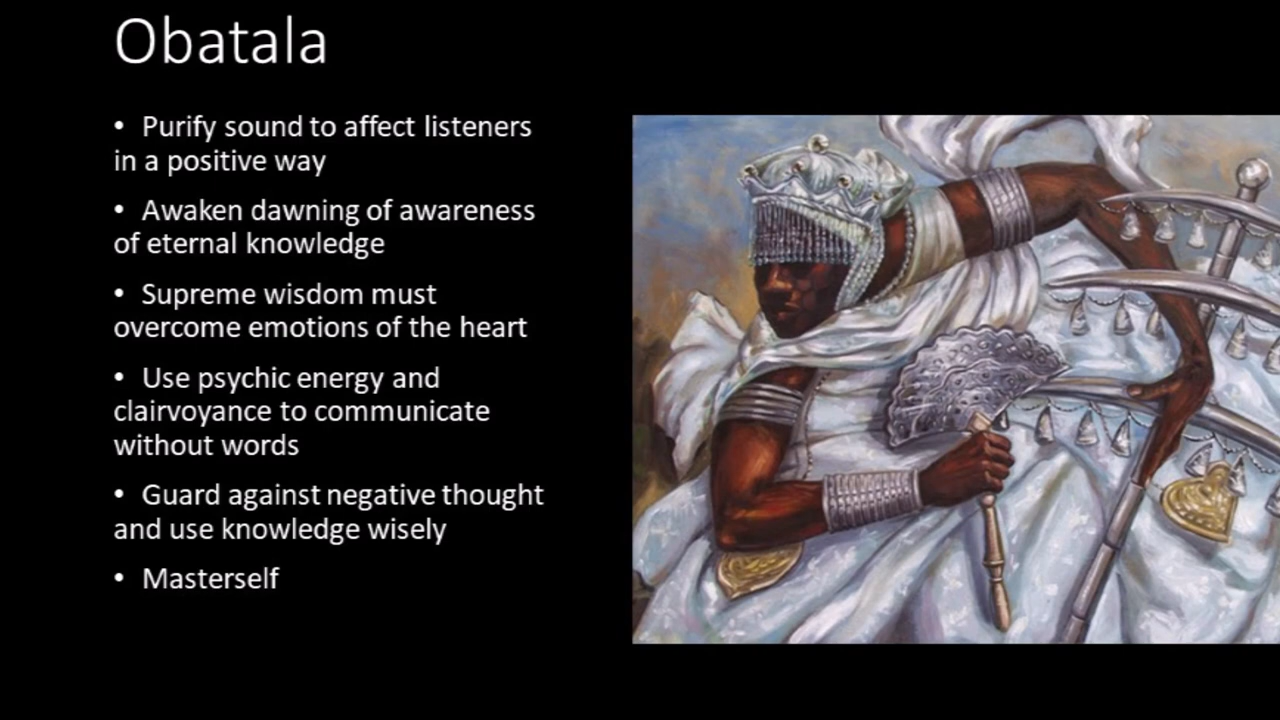 Obatala
• Purify sound to affect listeners
in a positive way
• Awaken dawning of awareness
of eternal knowledge
• Supreme wisdom must
overcome emotions of the heart
• Use psychic energy and
clairvoyance to communicate
without words
• Guard against negative thought
and use knowledge wisely
• Masterself